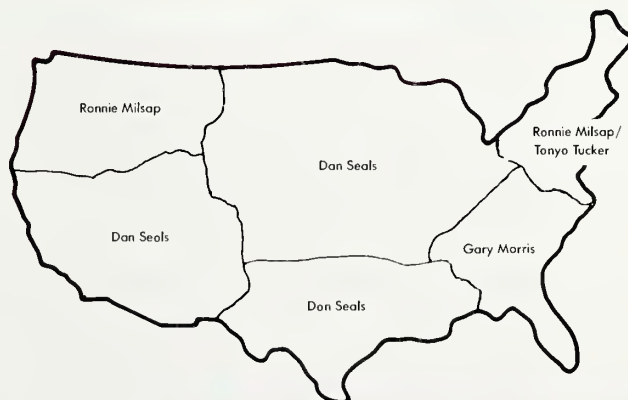 Ronnie Milsap
Ronnie Milsap/
Tonyo Tucker
Dan Seals
Dan Seols
Gary Morris
Don Seals